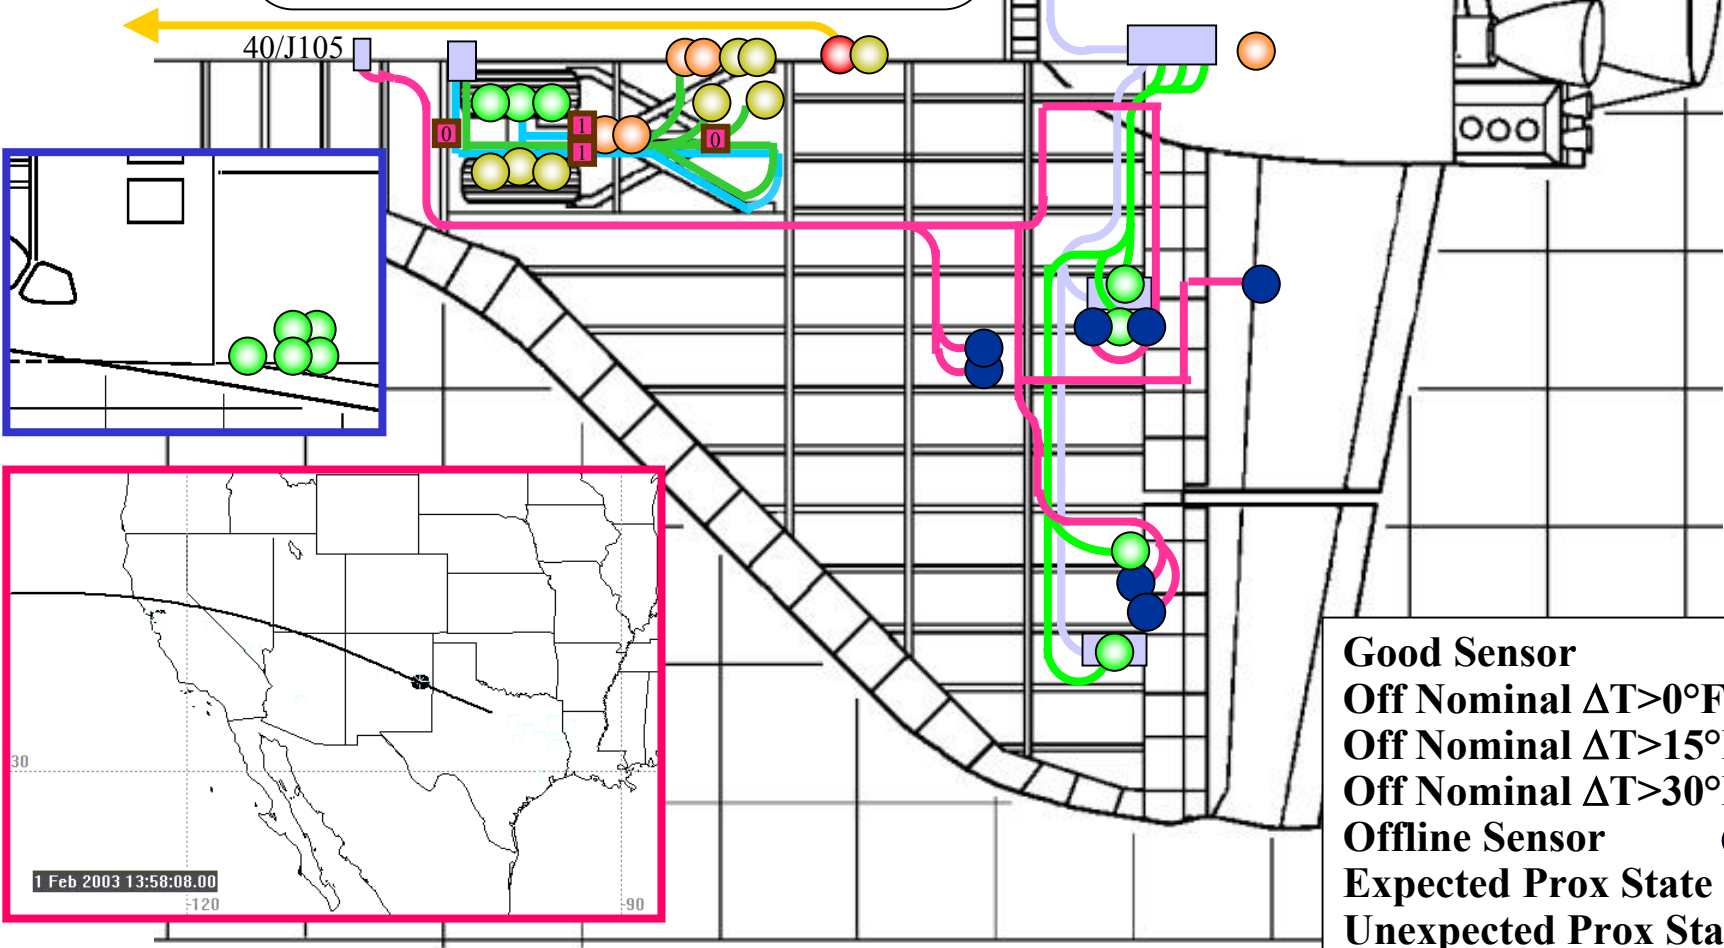 40/J105
0
1
1
0
30
1 Feb 2003 13:58:08.00
-120
-90
Good Sensor
Off Nominal ΔT>0°F
Off Nominal ΔT>15°
Off Nominal ΔT>30°
Offline Sensor
Expected Prox State
Unexpected Prox Sta